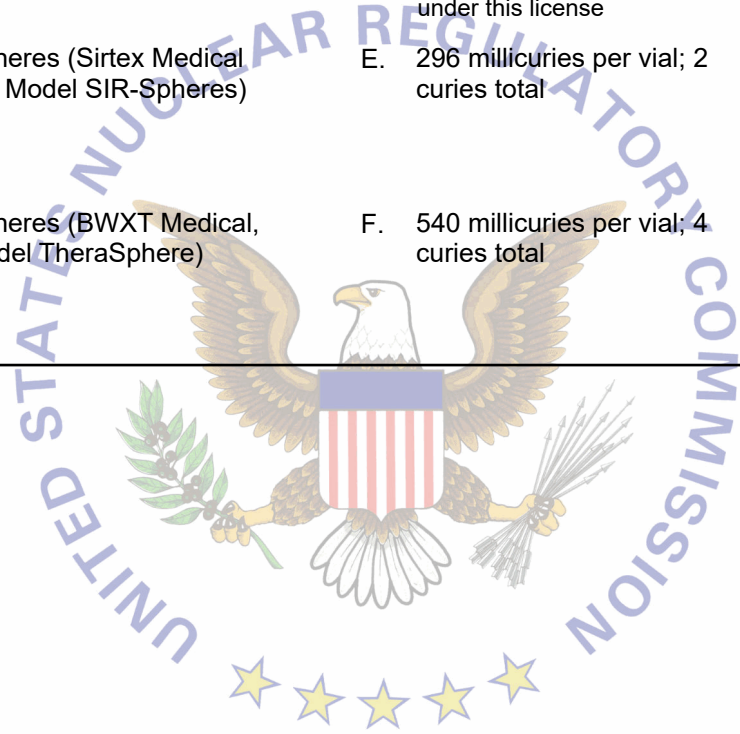 under this license
heres (Sirtex Medical
Model SIR-Spheres)
E. 296 millicuries per vial; 2
curies total
heres (BWXT Medical,
del TheraSphere)
F. 540 millicuries per vial; 4
curies total
UNITED STATES NUCLEAR REGULATORY COMMISSION